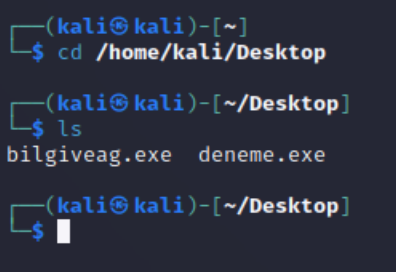 ┌──(kali㉿kali)-[~]
└─$ cd /home/kali/Desktop
┌──(kali㉿kali)-[~/Desktop]
└─$ ls
bilgiveag.exe  deneme.exe
┌──(kali㉿kali)-[~/Desktop]
└─$